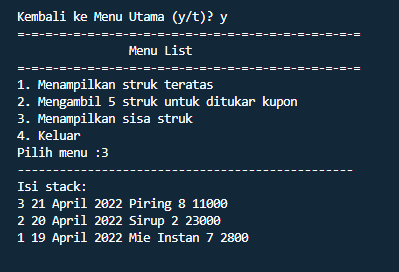 Kembali ke Menu Utama (y/t)? y
=-=-=-=-=-=-=-=-=-=-=-=-=-=-=-=-=-=-=-=-=-=-=-=-=
Menu List
=-=-=-=-=-=-=-=-=-=-=-=-=-=-=-=-=-=-=-=-=-=-=-=-=
1. Menampilkan struk teratas
2. Mengambil 5 struk untuk ditukar kupon
3. Menampilkan sisa struk
4. Keluar
Pilih menu :3
------------------------------------------------
Isi stack:
3 21 April 2022 Piring 8 11000
2 20 April 2022 Sirup 2 23000
1 19 April 2022 Mie Instan 7 2800